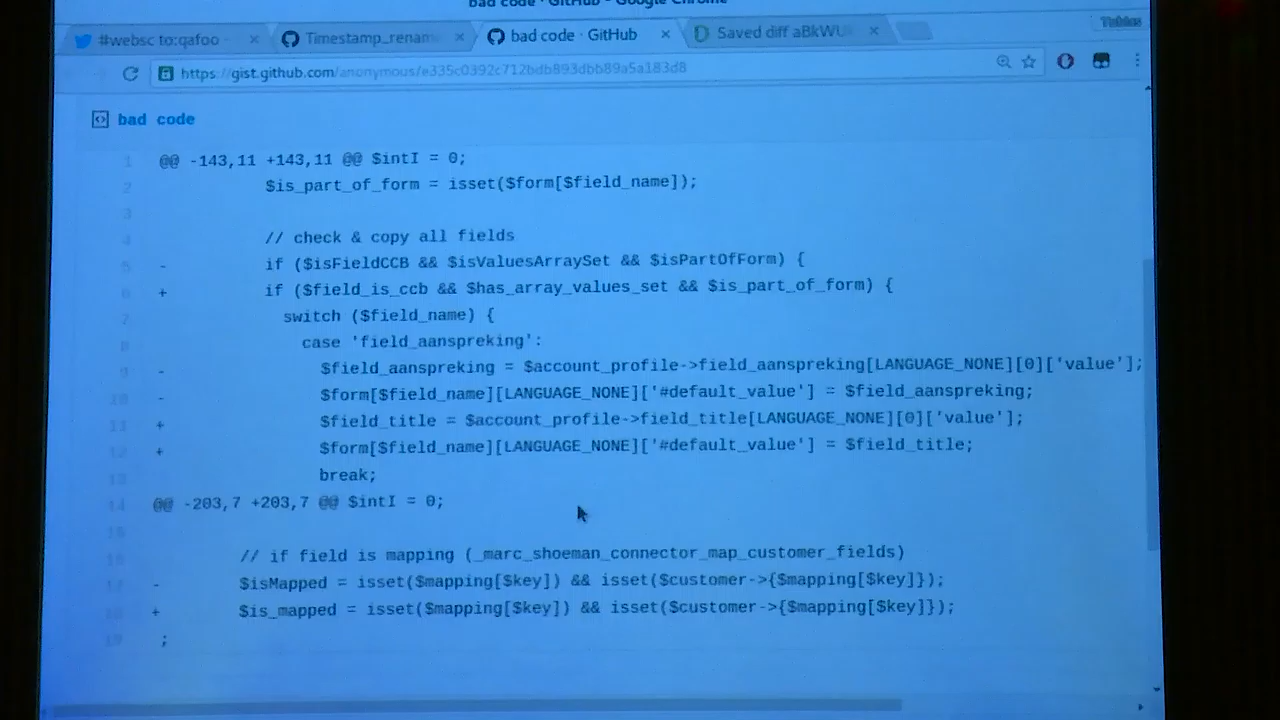 bad code · GitHub - Google Chrome
#websc to:qafoo -
Timestamp_renam
bad code · GitHub
Saved diff aBkWU
Tobias
https://gist.github.com/anonymous/e335c0392c712bdb893dbb89a5a183d8
bad code
1 @@ -143,11 +143,11 @@ $intI = 0;
2 $is_part_of_form = isset($form[$field_name]);
3
4 // check & copy all fields
5 - if ($isFieldCCB && $isValuesArraySet && $isPartOfForm) {
6 + if ($field_is_ccb && $has_array_values_set && $is_part_of_form) {
7 switch ($field_name) {
8 case 'field_aanspreking':
9 - $field_aanspreking = $account_profile->field_aanspreking[LANGUAGE_NONE][0]['value'];
10 - $form[$field_name][LANGUAGE_NONE]['#default_value'] = $field_aanspreking;
11 + $field_title = $account_profile->field_title[LANGUAGE_NONE][0]['value'];
12 + $form[$field_name][LANGUAGE_NONE]['#default_value'] = $field_title;
13 break;
14 @@ -203,7 +203,7 @@ $intI = 0;
15
16 // if field is mapping (_marc_shoeman_connector_map_customer_fields)
17 - $isMapped = isset($mapping[$key]) && isset($customer->{$mapping[$key]});
18 + $is_mapped = isset($mapping[$key]) && isset($customer->{$mapping[$key]});
19 ;